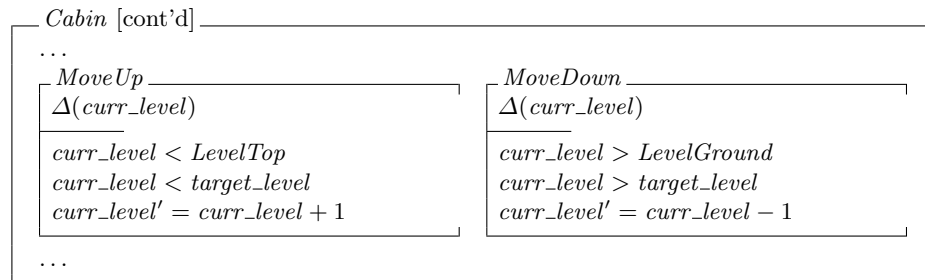 Cabin [cont'd]
...
MoveUp
Δ(curr_level)
curr_level < LevelTop
curr_level < target_level
curr_level′ = curr_level + 1
MoveDown
Δ(curr_level)
curr_level > LevelGround
curr_level > target_level
curr_level′ = curr_level − 1
...